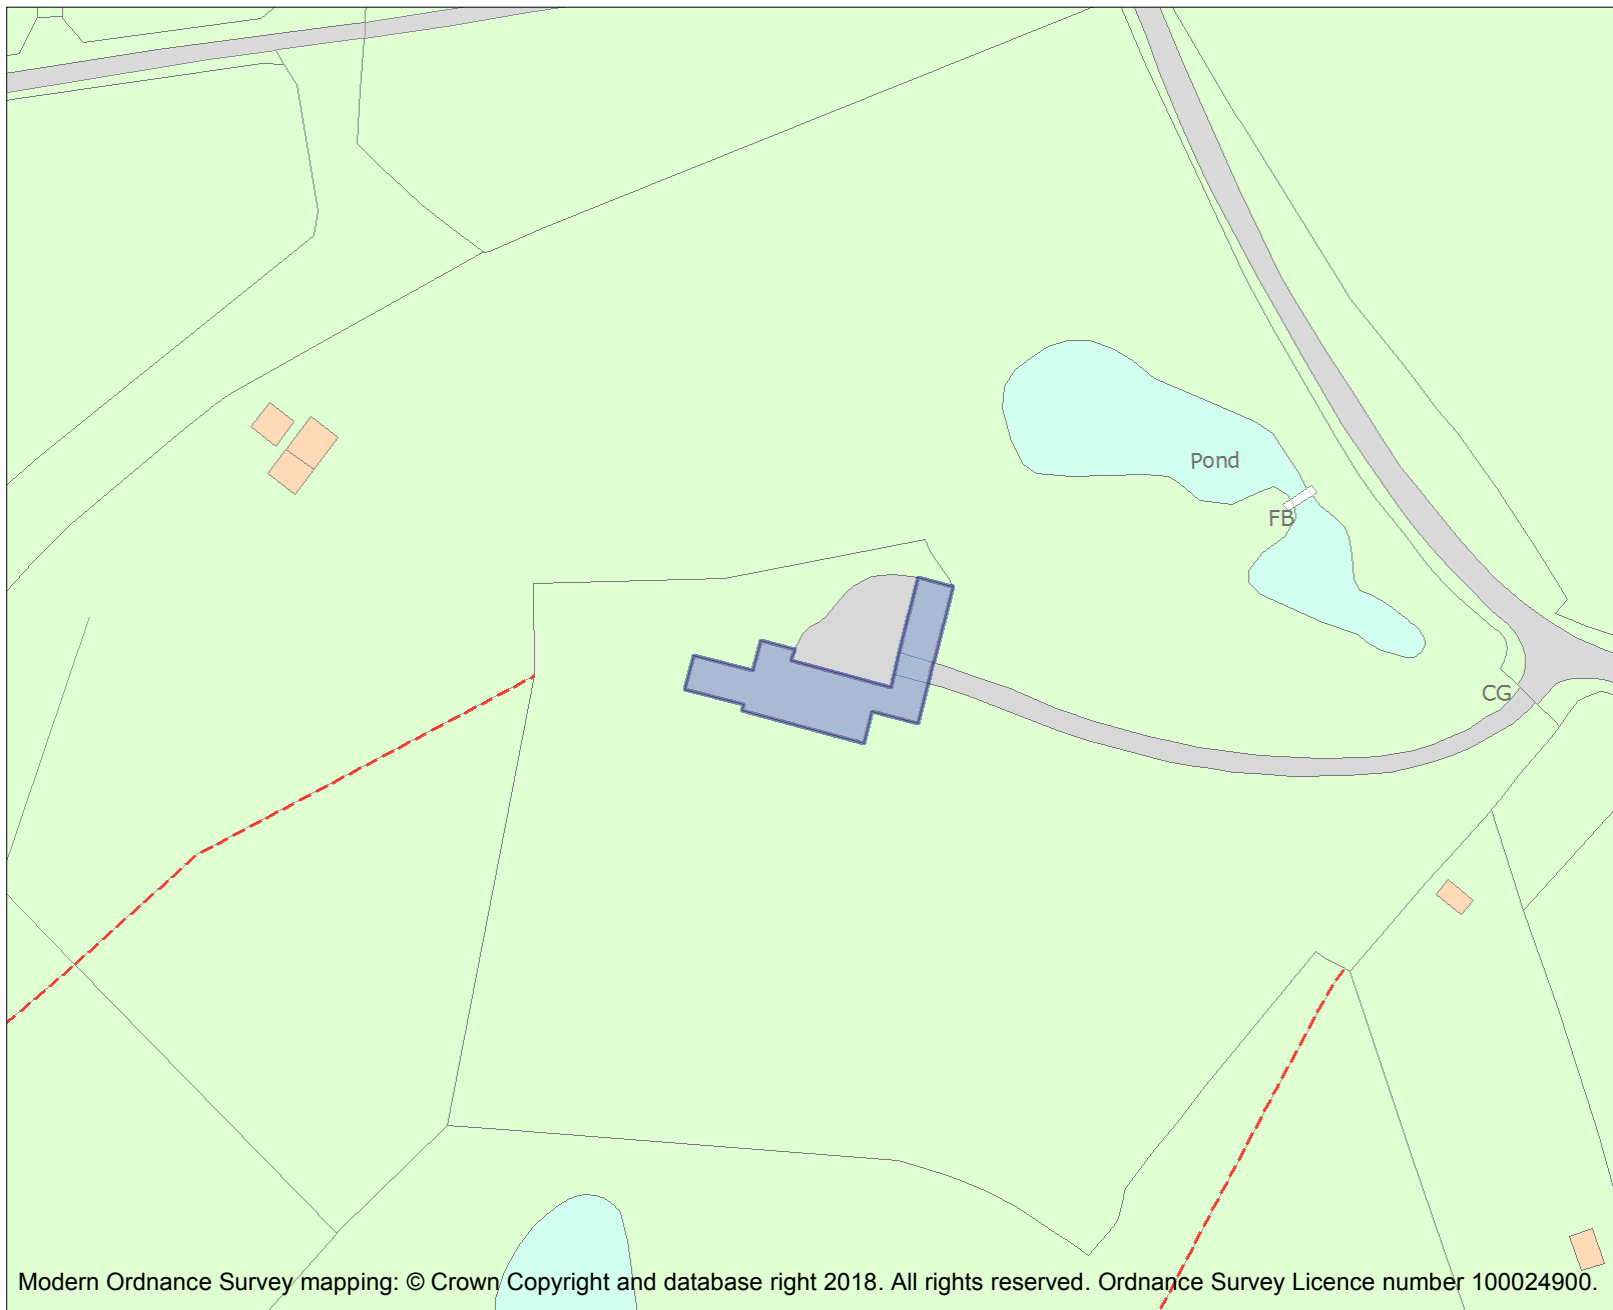 Pond
FB
CG
Modern Ordnance Survey mapping: © Crown Copyright and database right 2018. All rights reserved. Ordnance Survey Licence number 100024900.